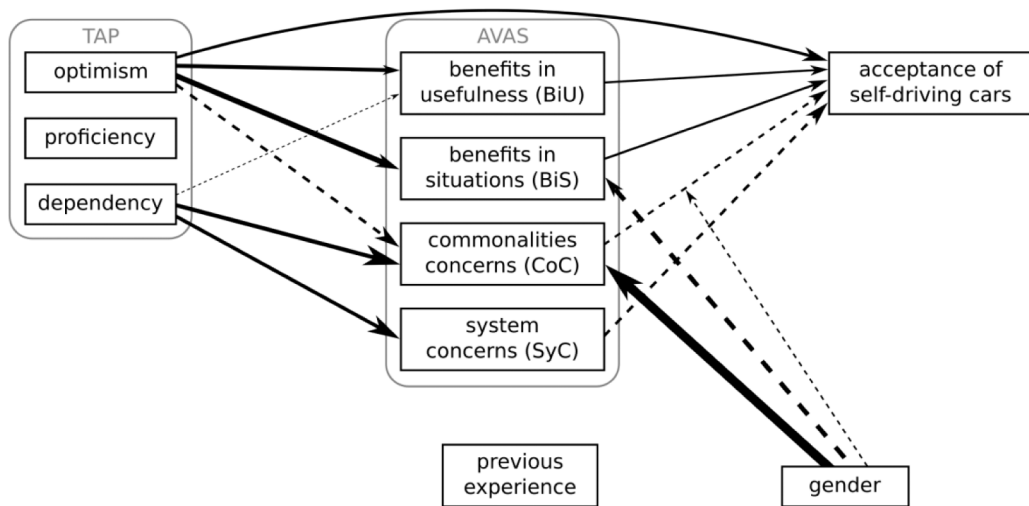 TAP
optimism
proficiency
dependency
AVAS
benefits in
usefulness (BiU)
benefits in
situations (BiS)
commonalities
concerns (CoC)
system
concerns (SyC)
acceptance of
self-driving cars
previous
experience
gender